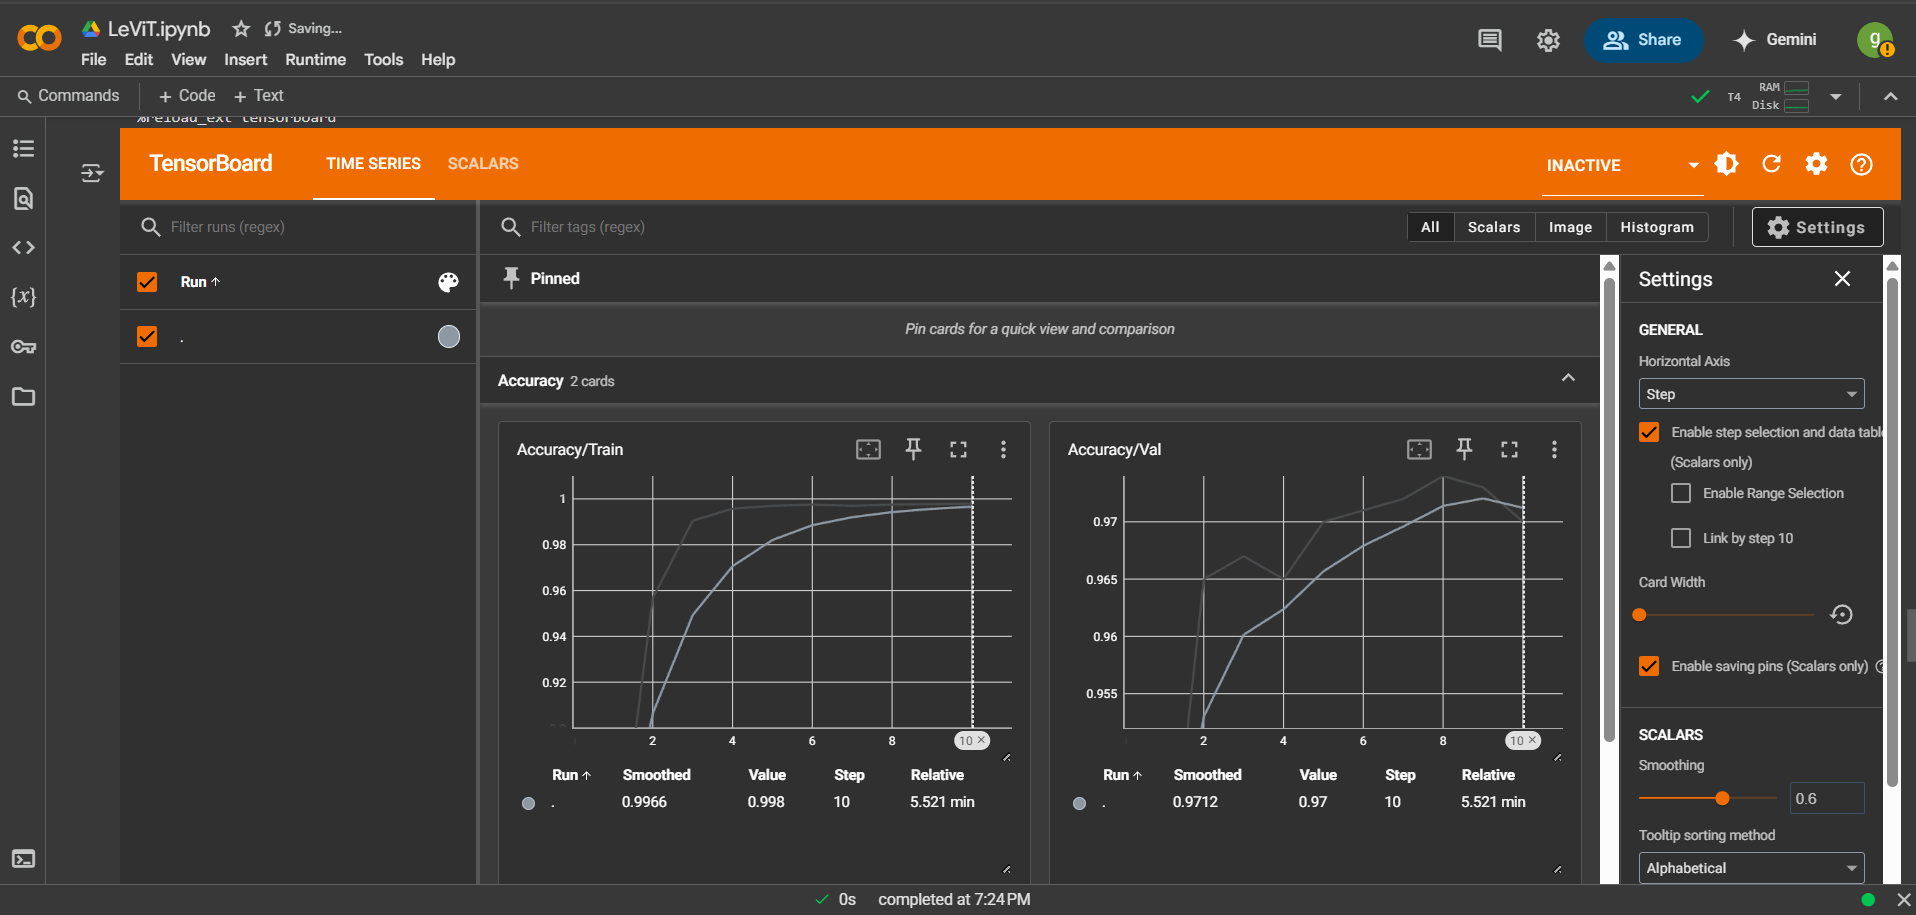 LeViT.ipynb Saving...
File Edit View Insert Runtime Tools Help
Share Gemini g
Commands + Code + Text
T4 RAM
Disk
%reload_ext tensorboard
TensorBoard TIME SERIES SCALARS INACTIVE
Filter runs (regex)
Filter tags (regex)
All Scalars Image Histogram Settings
Run ↑
.
Pinned
Pin cards for a quick view and comparison
Accuracy 2 cards
Accuracy/Train
1
0.98
0.96
0.94
0.92
2 4 6 8 10 ×
Run ↑ Smoothed Value Step Relative
. 0.9966 0.998 10 5.521 min
Accuracy/Val
0.97
0.965
0.96
0.955
2 4 6 8 10 ×
Run ↑ Smoothed Value Step Relative
. 0.9712 0.97 10 5.521 min
Settings
GENERAL
Horizontal Axis
Step
Enable step selection and data table
(Scalars only)
Enable Range Selection
Link by step 10
Card Width
Enable saving pins (Scalars only)
SCALARS
Smoothing
0.6
Tooltip sorting method
Alphabetical
0s completed at 7:24 PM